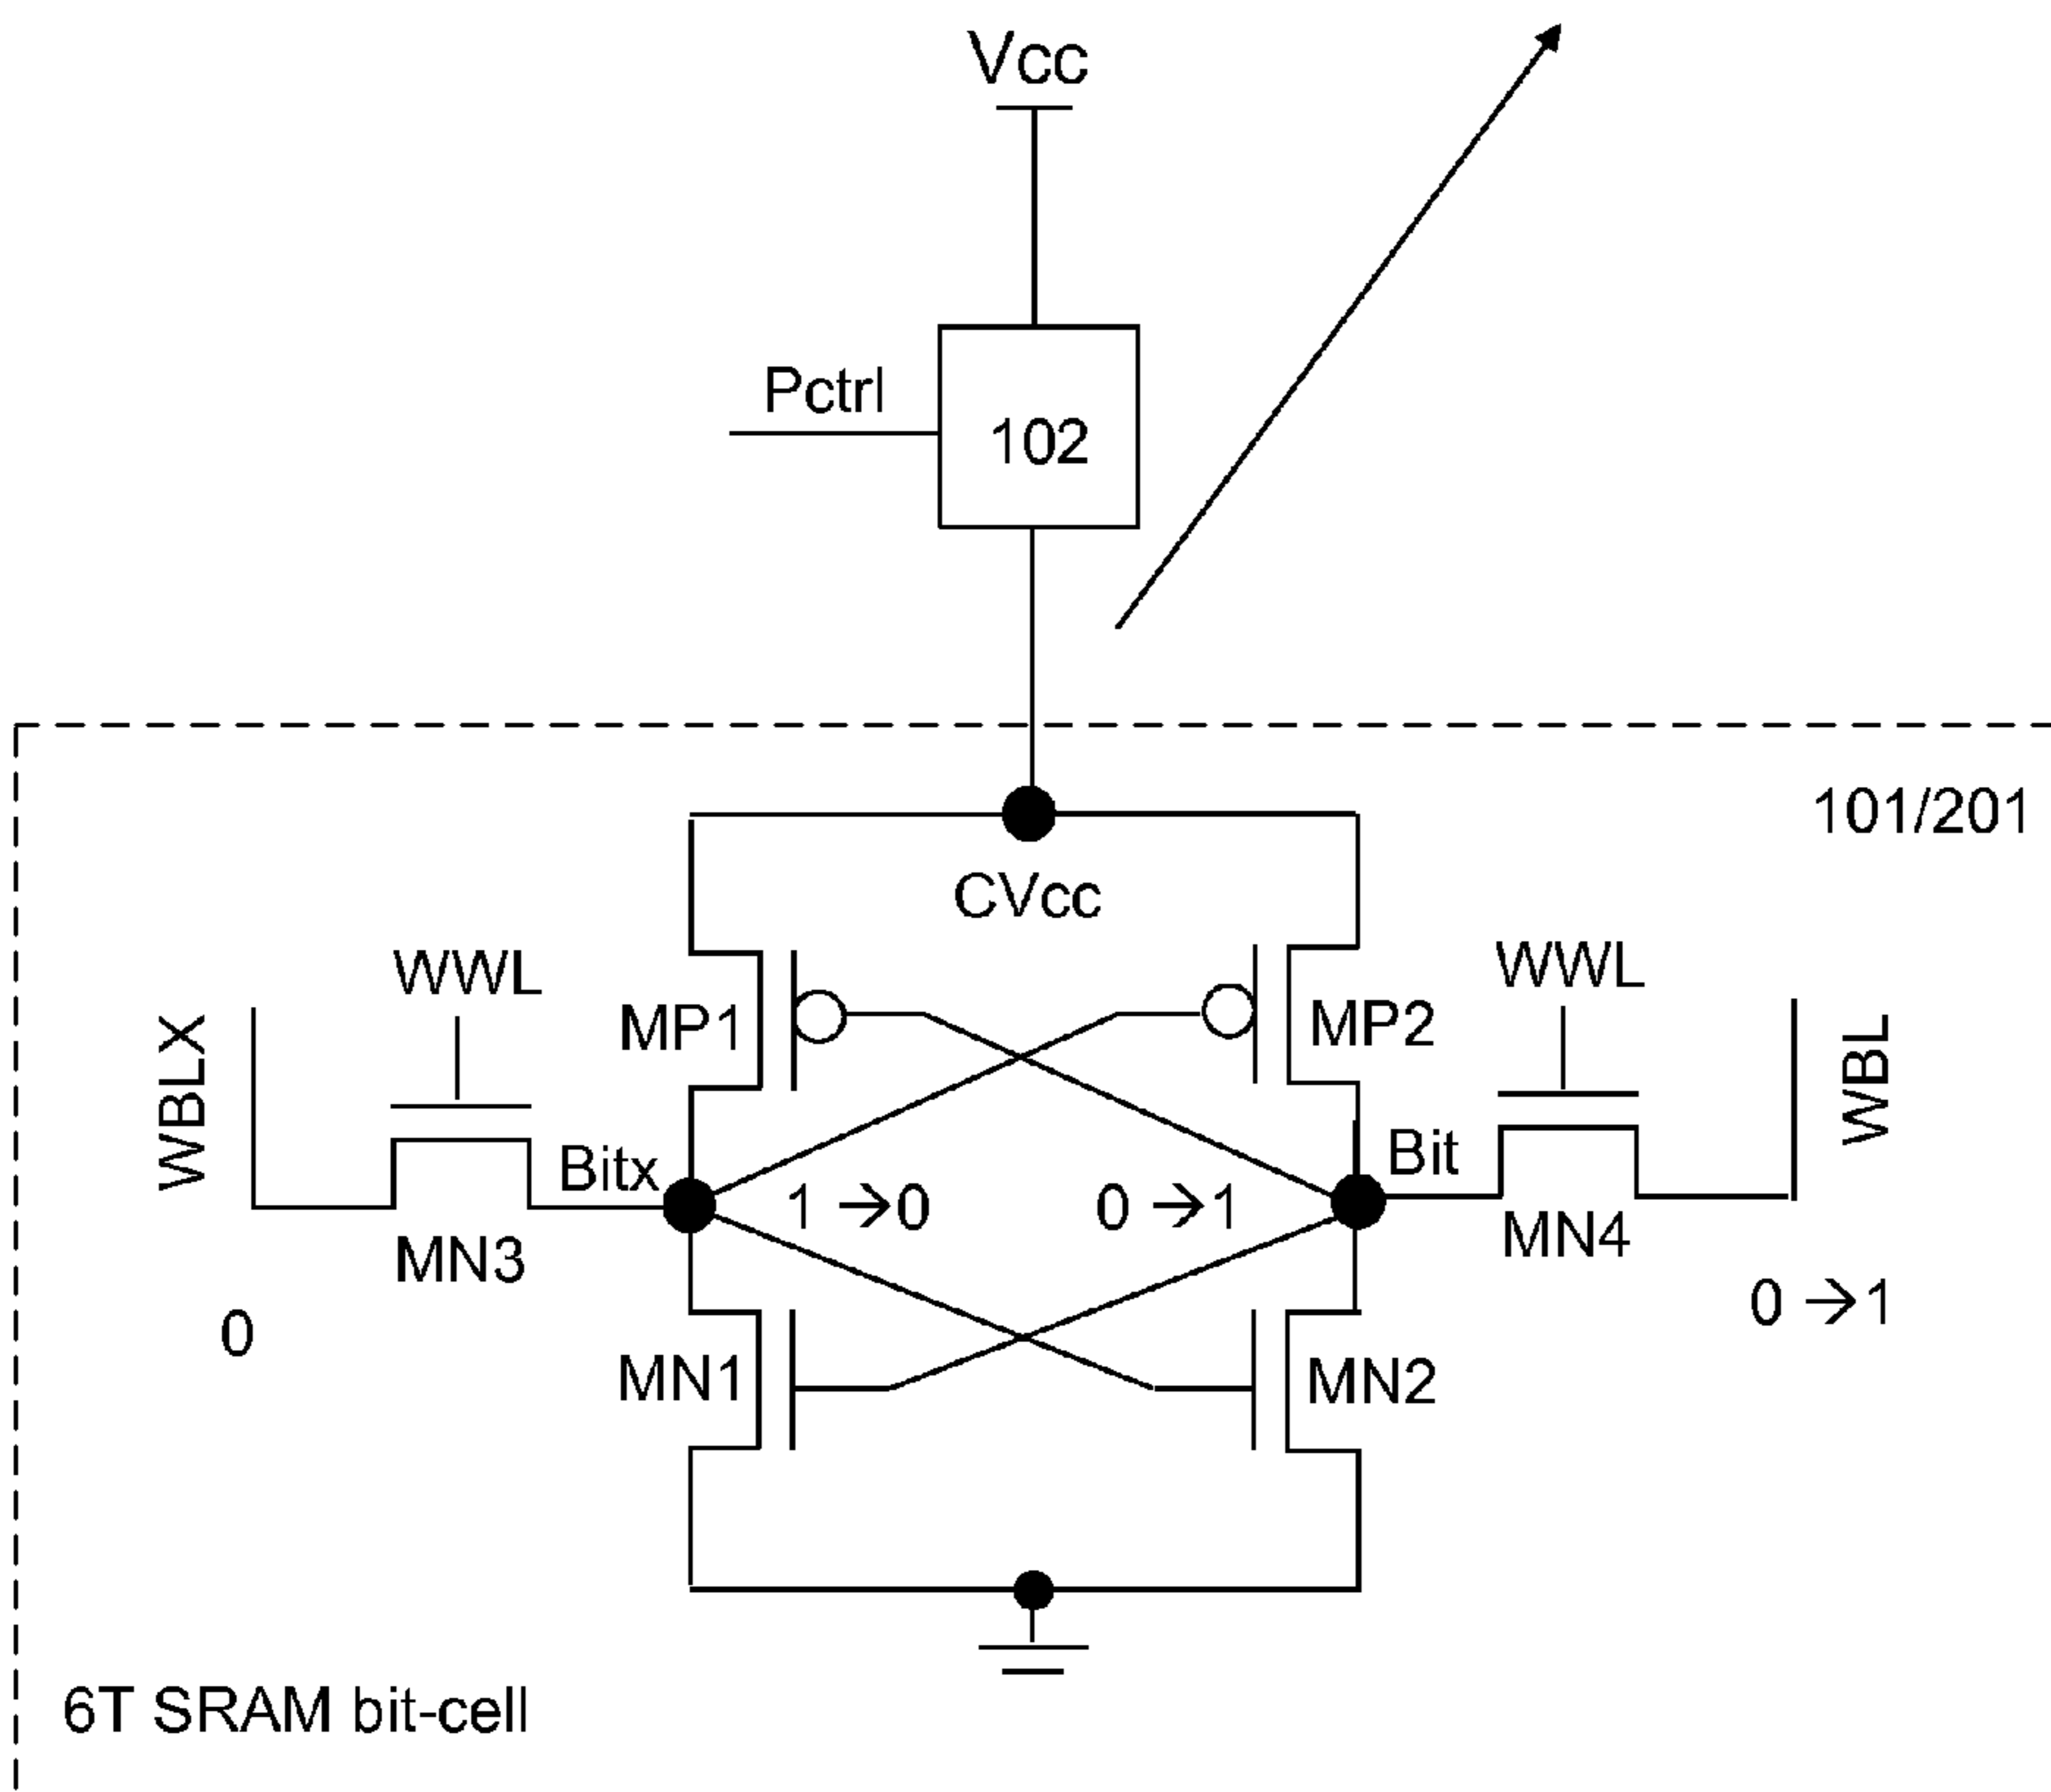 Vcc
Pctrl
102
101/201
CVcc
WWL
WWL
WBLX
MP1
MP2
WBL
Bitx
Bit
1 →0
0 →1
MN3
MN4
0
0 →1
MN1
MN2
6T SRAM bit-cell